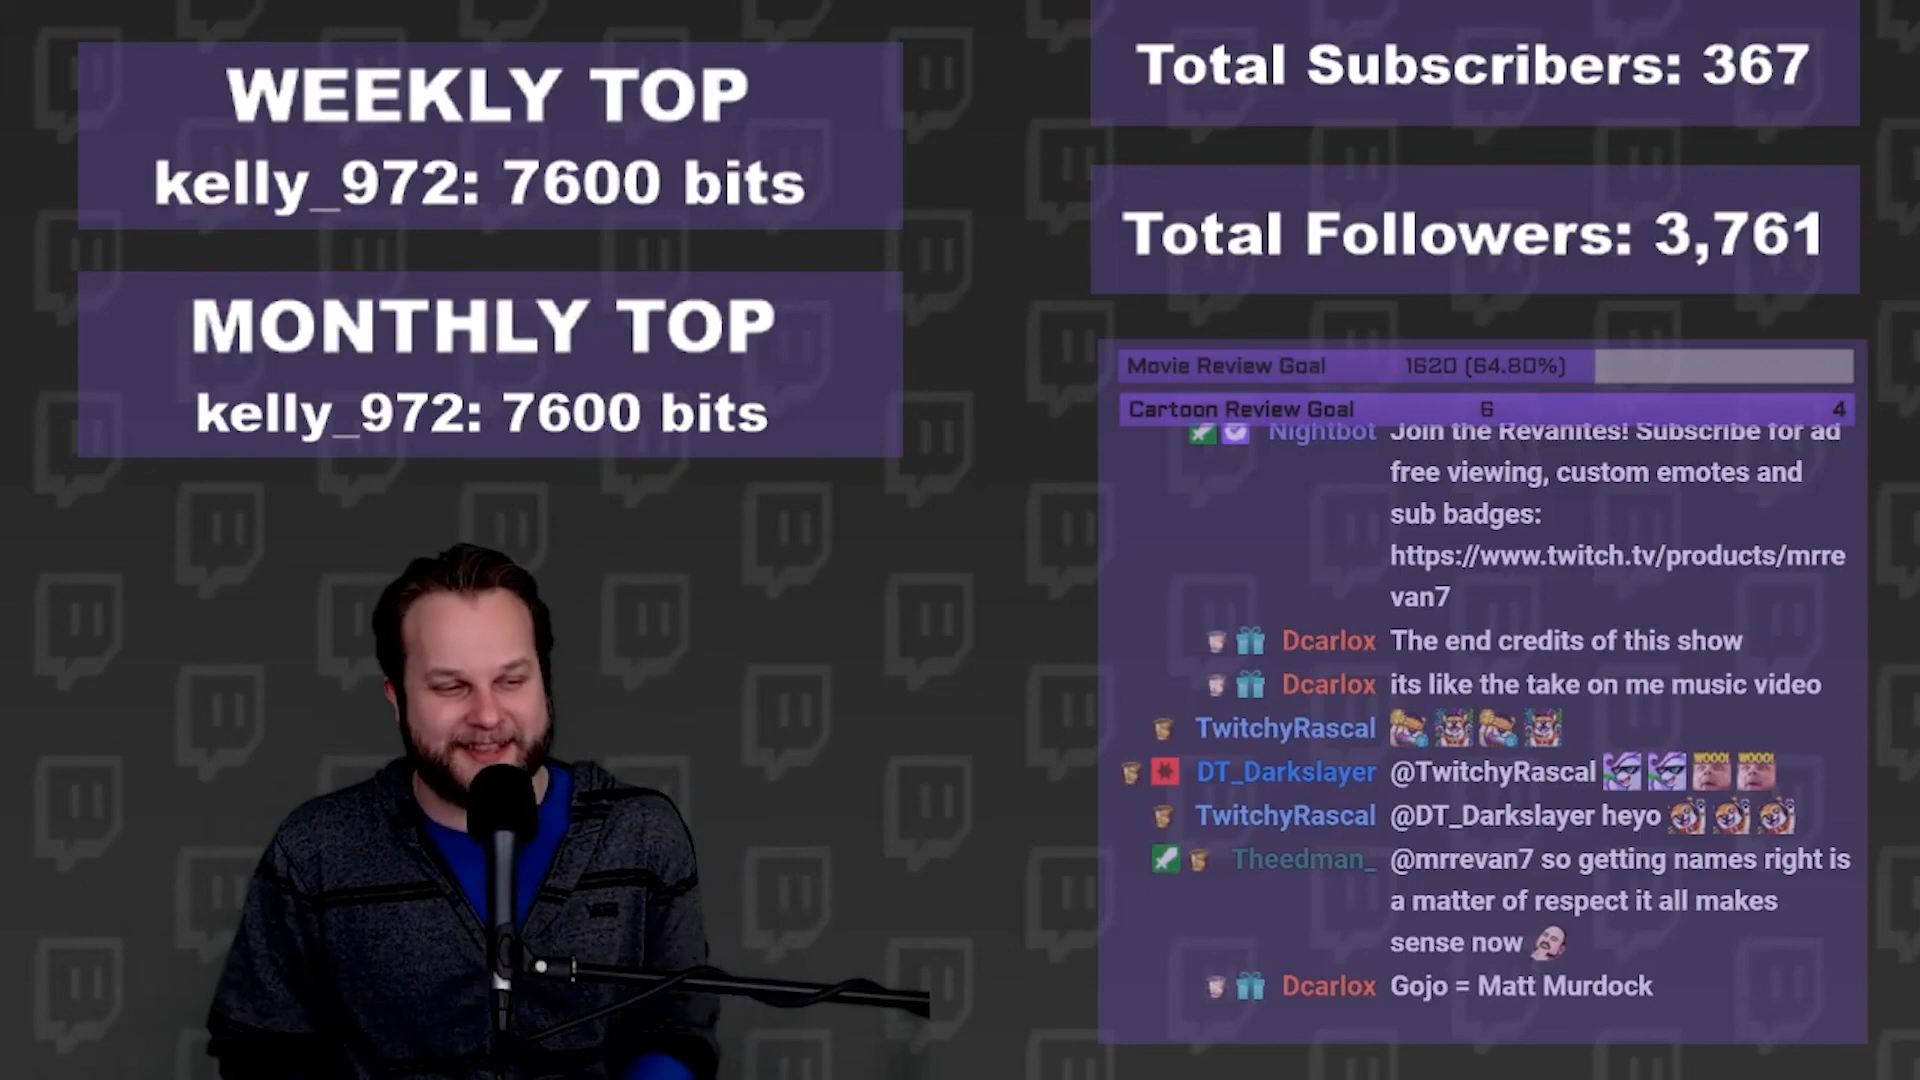 WEEKLY TOP
kelly_972: 7600 bits
MONTHLY TOP
kelly_972: 7600 bits
Total Subscribers: 367
Total Followers: 3,761
Movie Review Goal 1620 (64.80%)
Cartoon Review Goal 6 4
Nightbot Join the Revanites! Subscribe for ad
free viewing, custom emotes and
sub badges:
https://www.twitch.tv/products/mrre
van7
Dcarlox The end credits of this show
Dcarlox its like the take on me music video
TwitchyRascal
DT_Darkslayer @TwitchyRascal WOOO! WOOO!
TwitchyRascal @DT_Darkslayer heyo
Theedman_ @mrrevan7 so getting names right is
a matter of respect it all makes
sense now
Dcarlox Gojo = Matt Murdock